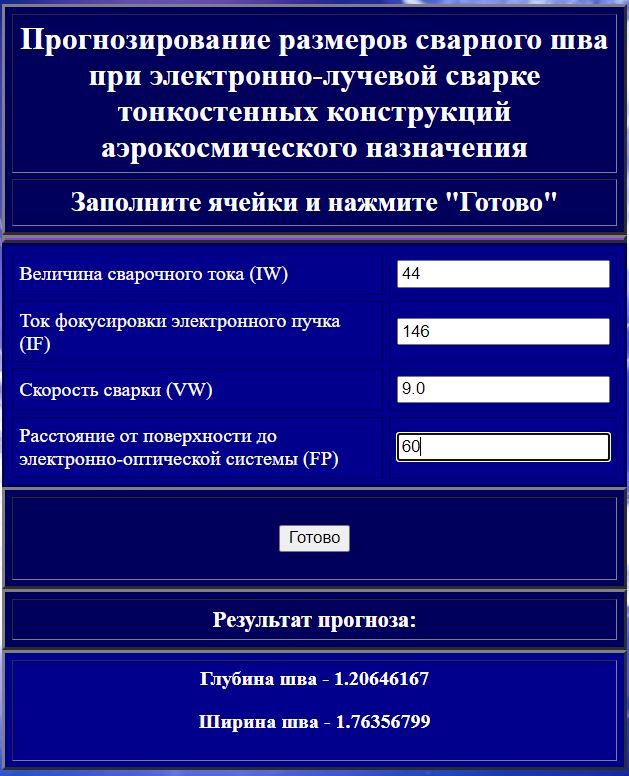 Прогнозирование размеров сварного шва
при электронно-лучевой сварке
тонкостенных конструкций
аэрокосмического назначения
Заполните ячейки и нажмите "Готово"
Величина сварочного тока (IW)
44
Ток фокусировки электронного пучка
(IF)
146
Скорость сварки (VW)
9.0
Расстояние от поверхности до
электронно-оптической системы (FP)
60
Готово
Результат прогноза:
Глубина шва - 1.20646167
Ширина шва - 1.76356799